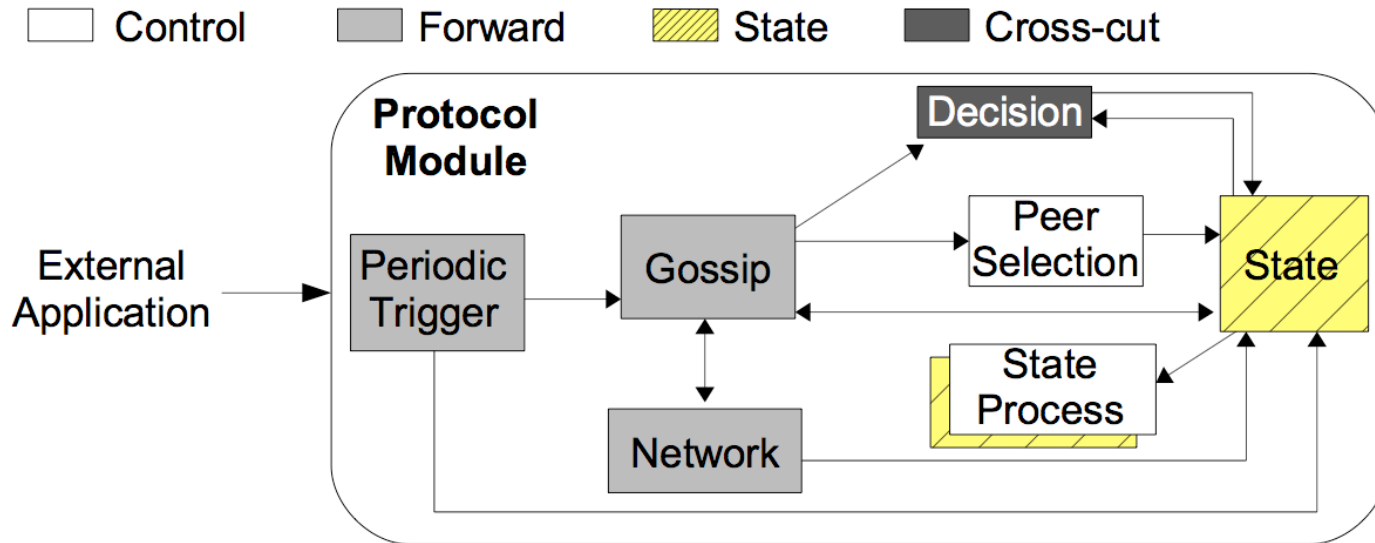 Control Forward State Cross-cut
Protocol
Module
Decision
External
Application
Periodic
Trigger
Gossip
Peer
Selection
State
State
Process
Network